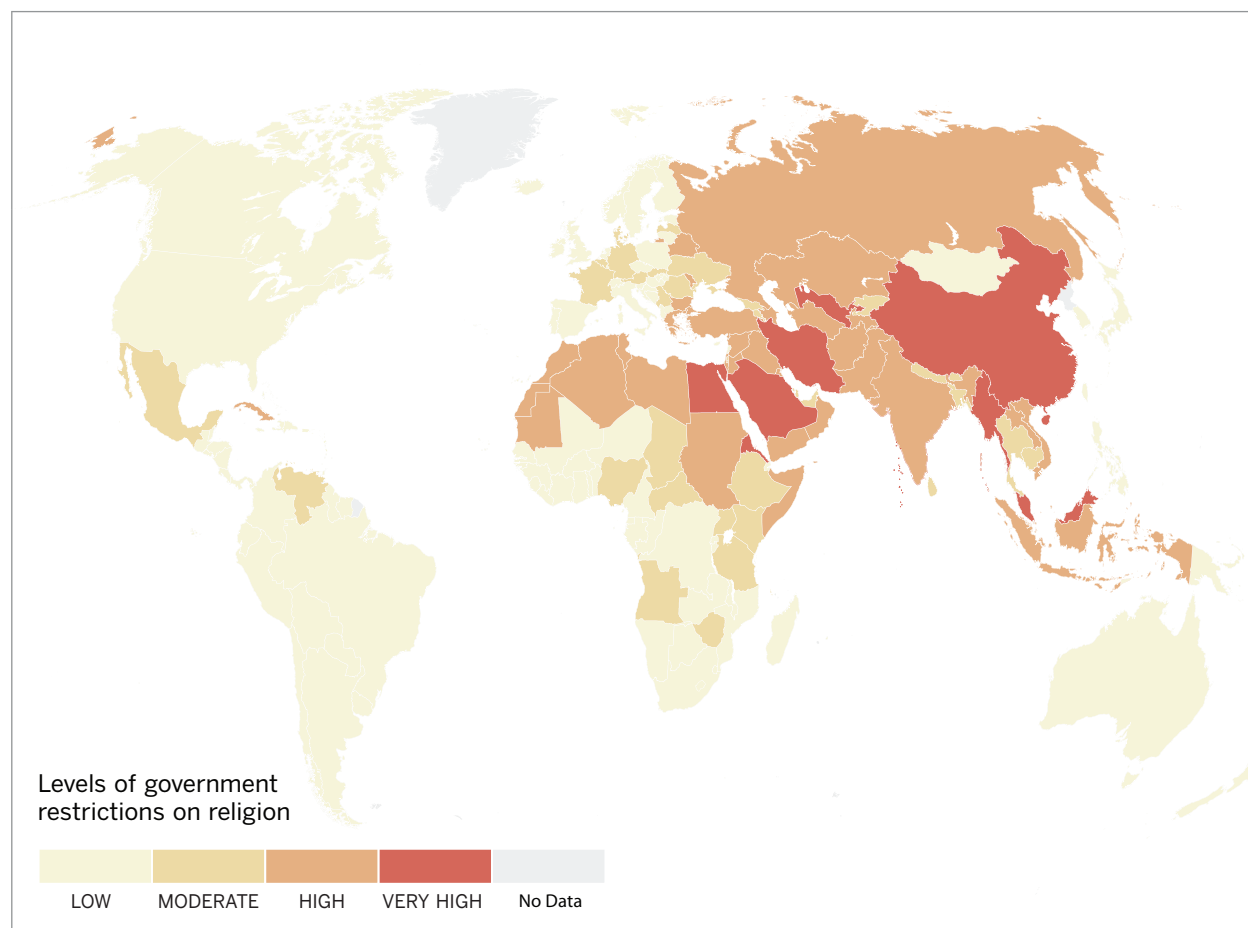 Levels of government
restrictions on religion
LOW MODERATE HIGH VERY HIGH No Data